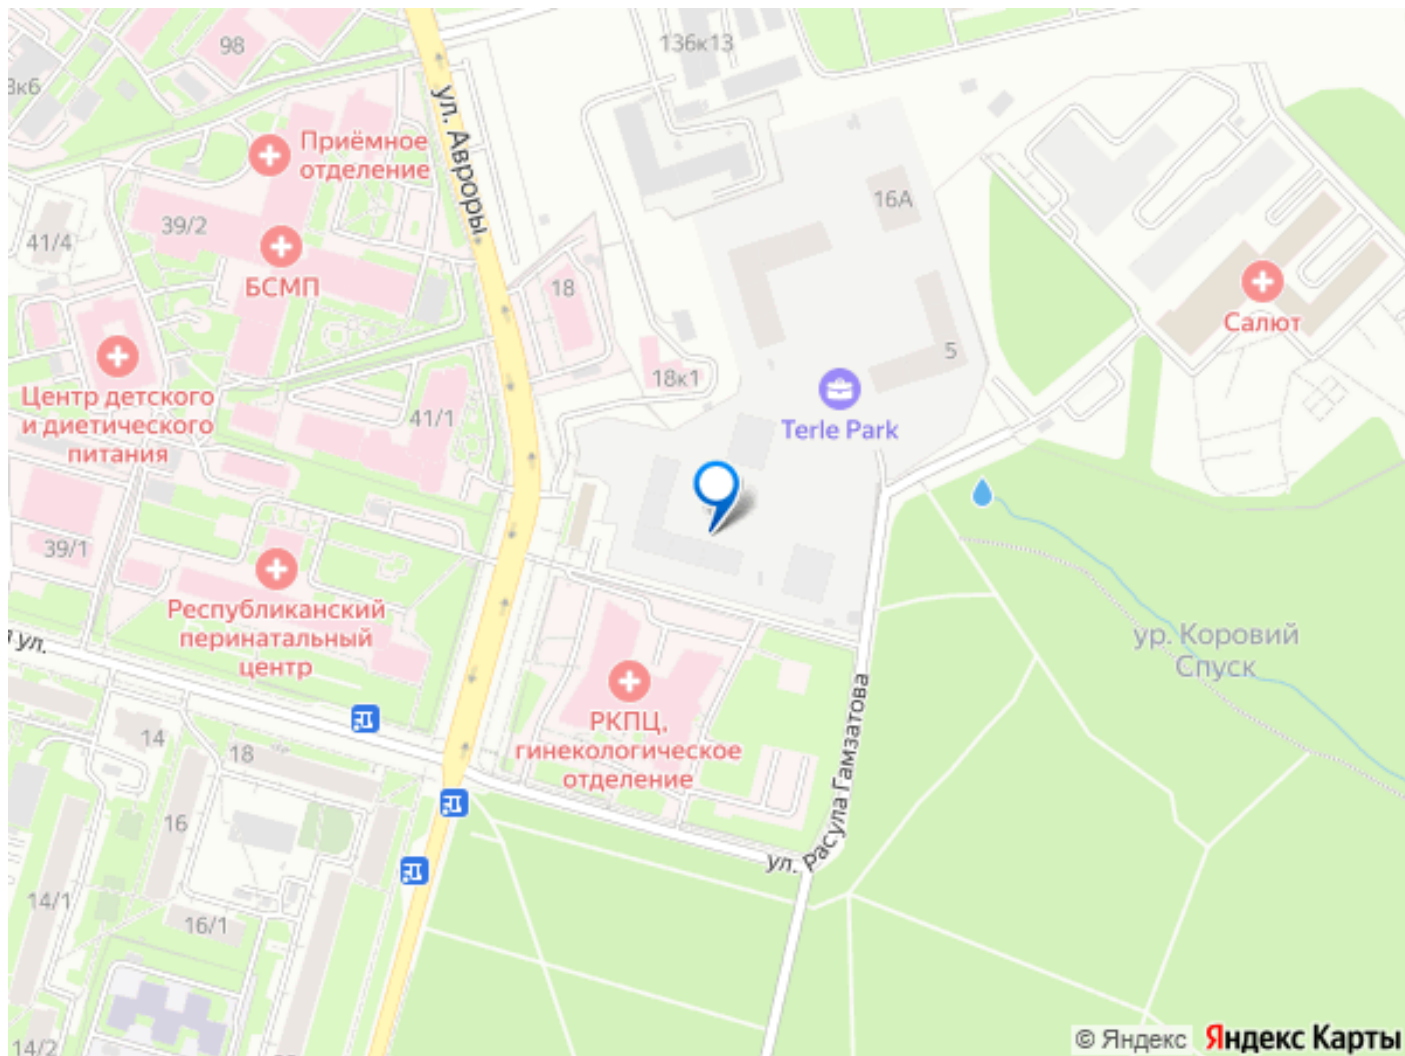 98
136к13
3к6
ул. Авроры
Приёмное
отделение
16А
39/2
41/4
БСМП
18
Салют
5
18к1
Центр детского
и диетического
питания
41/1
Terle Park
39/1
Республиканский
перинатальный
центр
ул.
ур. Коровий
Спуск
РКПЦ,
гинекологическое
отделение
14
18
16
ул. Расула Гамзатова
14/1
16/1
14/2
© Яндекс Яндекс Карты